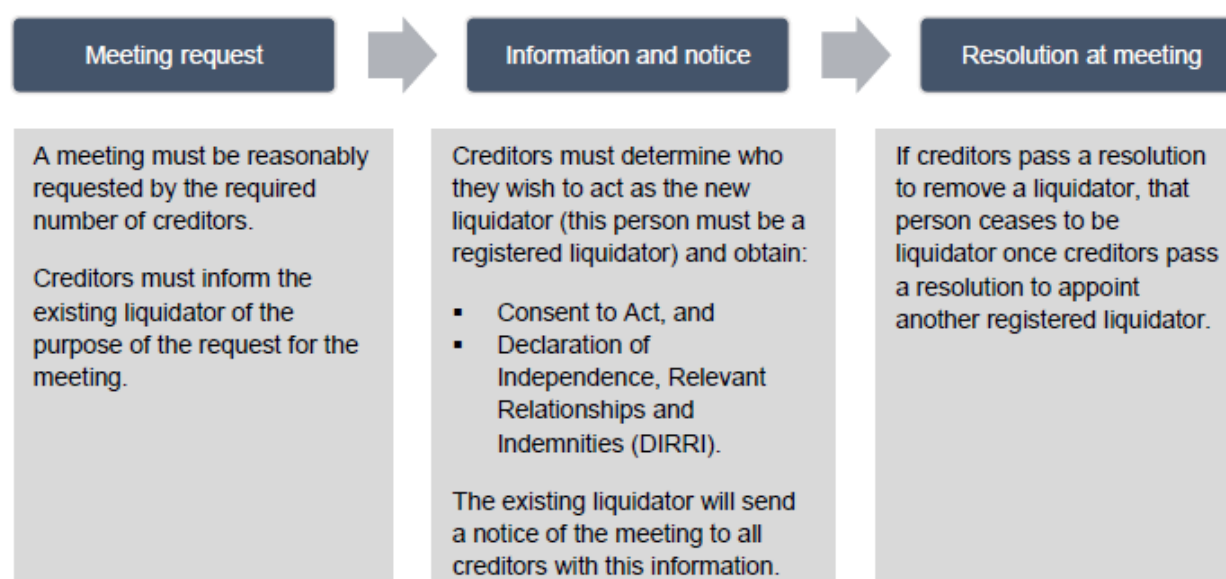 Meeting request
Information and notice
Resolution at meeting
A meeting must be reasonably
requested by the required
number of creditors.
Creditors must inform the
existing liquidator of the
purpose of the request for the
meeting.
Creditors must determine who
they wish to act as the new
liquidator (this person must be a
registered liquidator) and obtain:
▪ Consent to Act, and
▪ Declaration of
Independence, Relevant
Relationships and
Indemnities (DIRRI).
The existing liquidator will send
a notice of the meeting to all
creditors with this information.
If creditors pass a resolution
to remove a liquidator, that
person ceases to be
liquidator once creditors pass
a resolution to appoint
another registered liquidator.